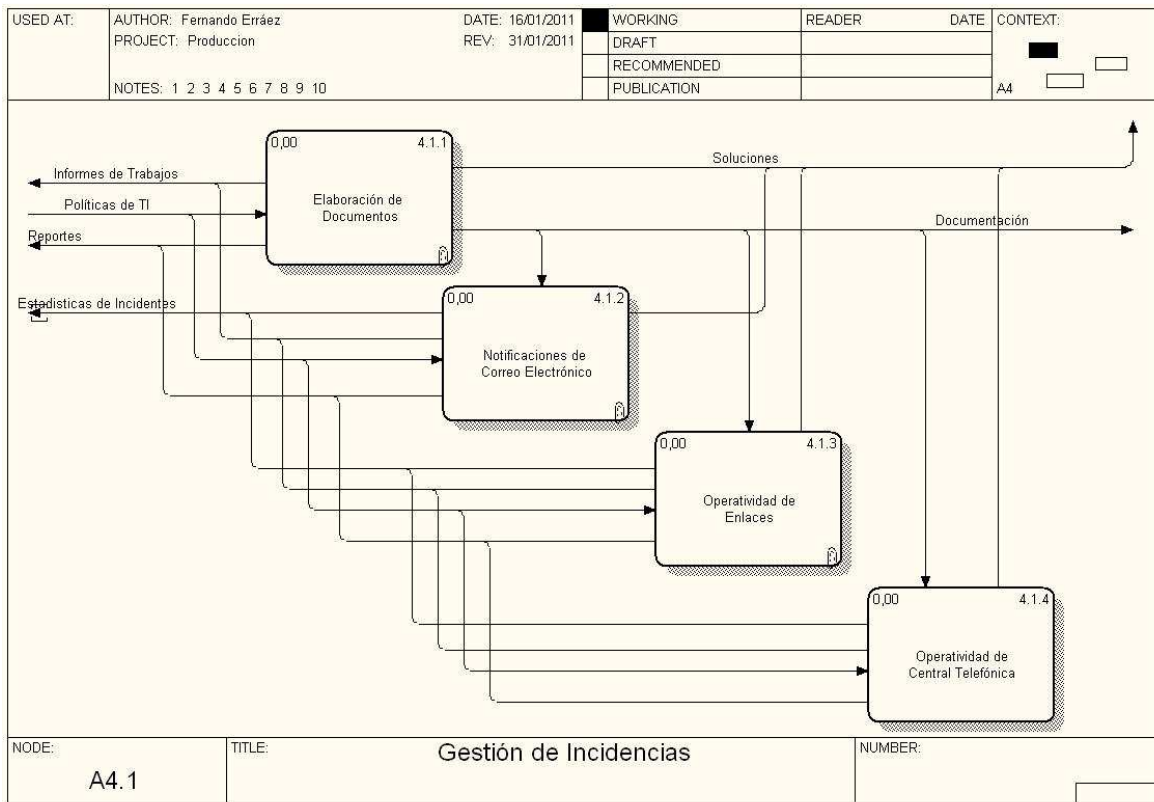 USED AT:
AUTHOR: Fernando Erráez
DATE: 16/01/2011
WORKING
READER
DATE
CONTEXT:
PROJECT: Produccion
REV: 31/01/2011
DRAFT
RECOMMENDED
NOTES: 1 2 3 4 5 6 7 8 9 10
PUBLICATION
A4
0,00
4.1.1
Elaboración de
Documentos
Soluciones
Informes de Trabajos
Políticas de TI
Documentación
Reportes
Estadisticas de Incidentes
0,00
4.1.2
Notificaciones de
Correo Electrónico
0,00
4.1.3
Operatividad de
Enlaces
0,00
4.1.4
Operatividad de
Central Telefónica
NODE:
A4.1
TITLE:
Gestión de Incidencias
NUMBER: